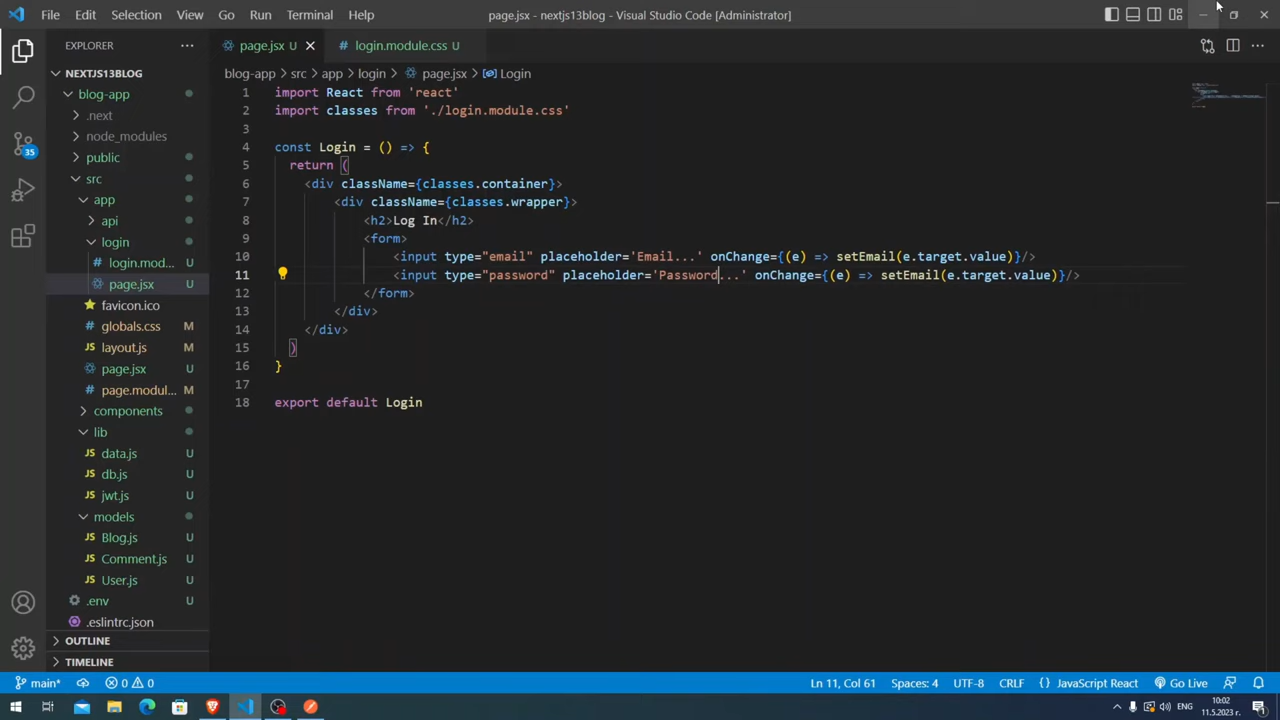 File Edit Selection View Go Run Terminal Help page.jsx - nextjs13blog - Visual Studio Code [Administrator]
EXPLORER
page.jsx U
login.module.css U
NEXTJS13BLOG
blog-app
.next
node_modules
public
src
app
api
login
login.mod... U
page.jsx U
favicon.ico
globals.css M
layout.js M
page.jsx U
page.modul... M
components
lib
data.js U
db.js U
jwt.js U
models
Blog.js U
Comment.js U
User.js U
.env U
.eslintrc.json
OUTLINE
TIMELINE
35
blog-app > src > app > login > page.jsx > Login
1 import React from 'react'
2 import classes from './login.module.css'
3
4 const Login = () => {
5 return (
6 <div className={classes.container}>
7 <div className={classes.wrapper}>
8 <h2>Log In</h2>
9 <form>
10 <input type="email" placeholder='Email...' onChange={(e) => setEmail(e.target.value)}/>
11 <input type="password" placeholder='Password...' onChange={(e) => setEmail(e.target.value)}/>
12 </form>
13 </div>
14 </div>
15 )
16 }
17
18 export default Login
main* 0 0 Ln 11, Col 61 Spaces: 4 UTF-8 CRLF { } JavaScript React Go Live
ENG 10:02
11.5.2023 г.
1